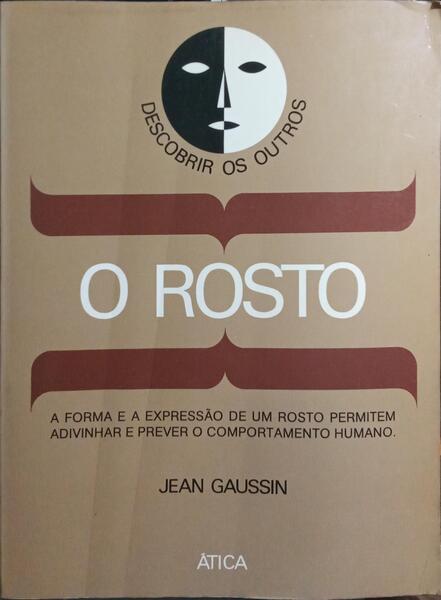 DESCOBRIR OS OUTROS
O ROSTO
A FORMA E A EXPRESSÃO DE UM ROSTO PERMITEM
ADIVINHAR E PREVER O COMPORTAMENTO HUMANO.
JEAN GAUSSIN
ÁTICA